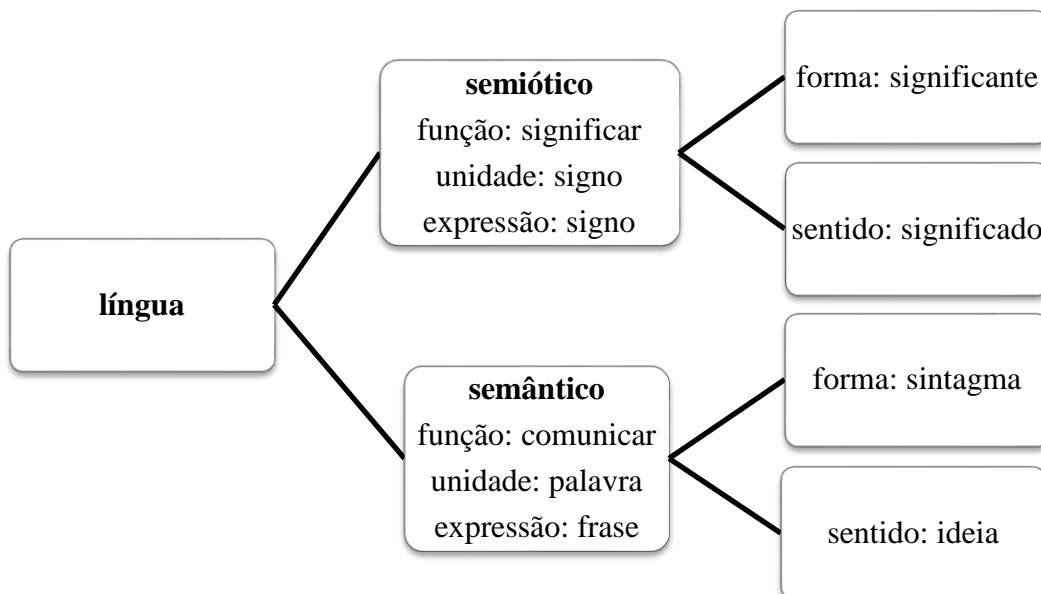 língua
semiótico
função: significar
unidade: signo
expressão: signo
forma: significante
sentido: significado
semântico
função: comunicar
unidade: palavra
expressão: frase
forma: sintagma
sentido: ideia